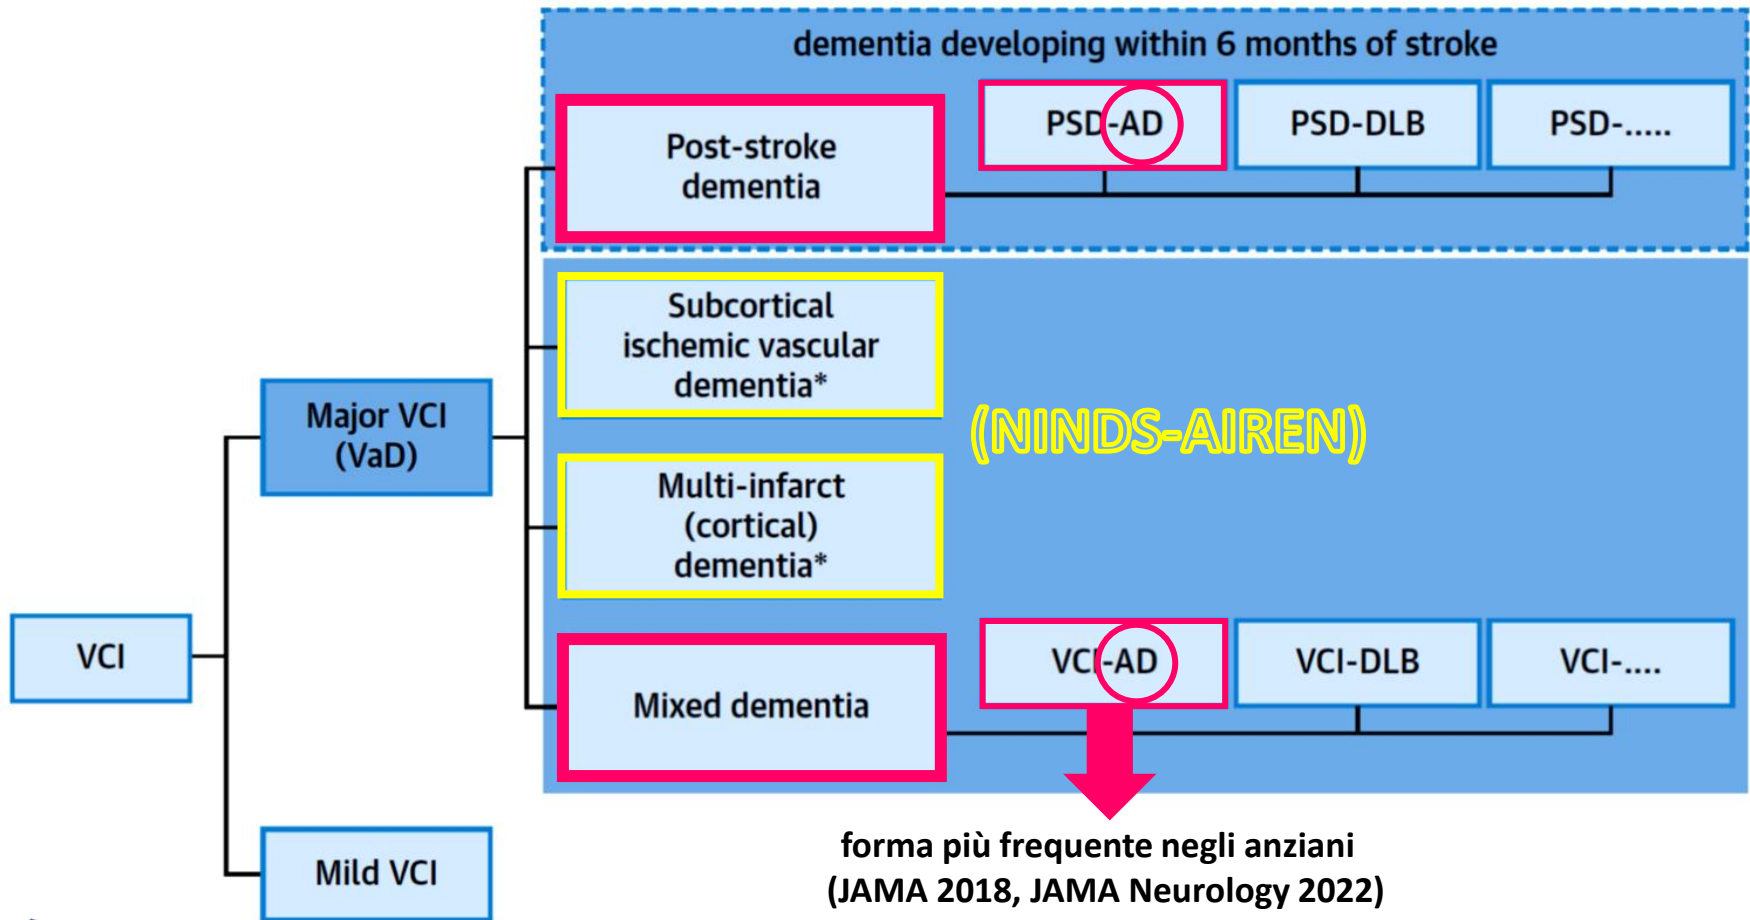 dementia developing within 6 months of stroke
Post-stroke
dementia
PSD-AD
PSD-DLB
PSD-.....
Subcortical
ischemic vascular
dementia*
Major VCI
(VaD)
(NINDS-AIREN)
Multi-infarct
(cortical)
dementia*
VCI
Mixed dementia
VCI-AD
VCI-DLB
VCI-....
Mild VCI
forma più frequente negli anziani
(JAMA 2018, JAMA Neurology 2022)